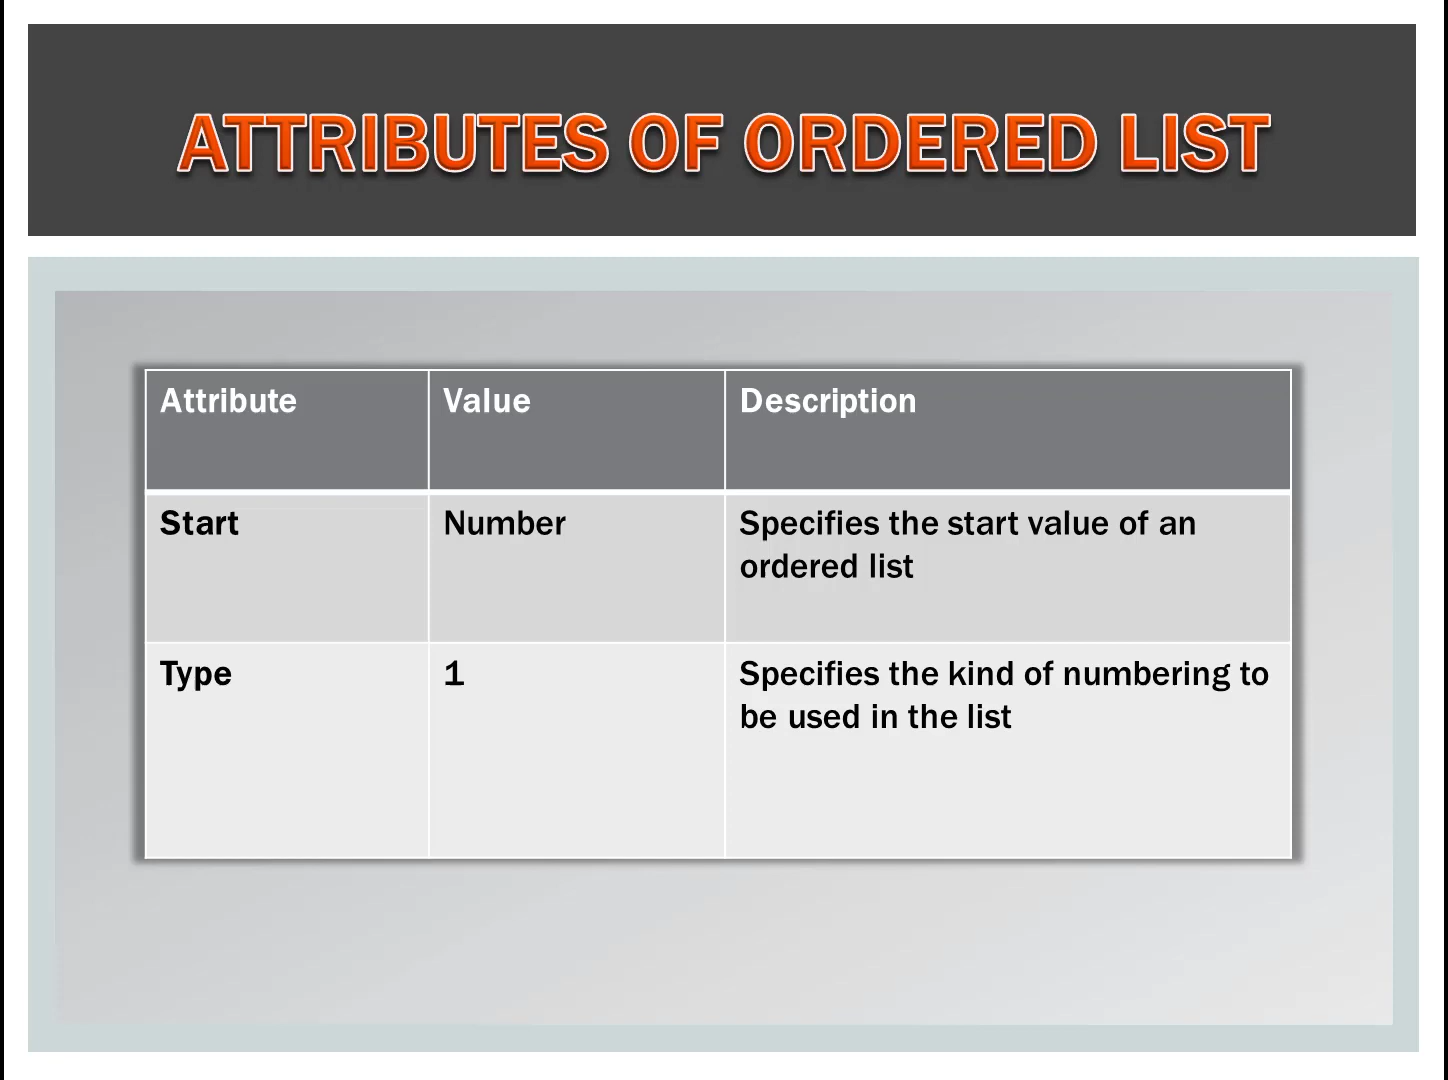 ATTRIBUTES OF ORDERED LIST
Attribute Value Description
Start Number Specifies the start value of an
ordered list
Type 1 Specifies the kind of numbering to
be used in the list